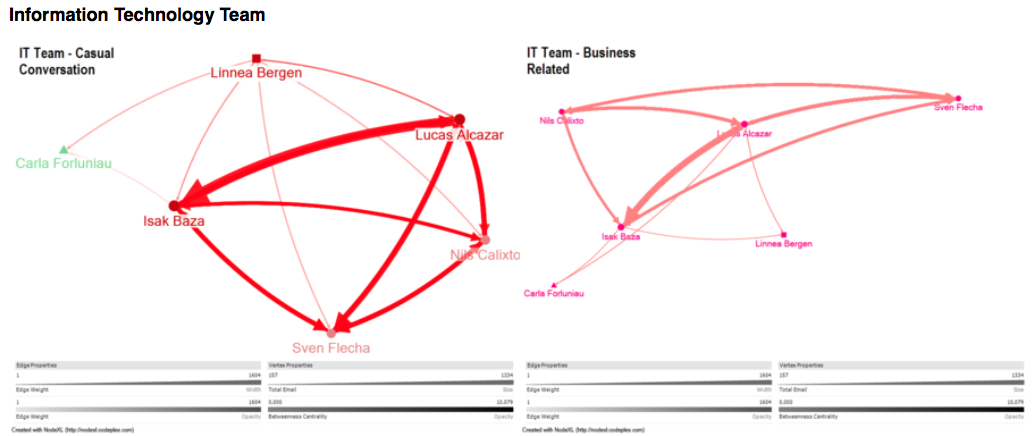 Information Technology Team
IT Team - Casual
Conversation
Linnea Bergen
Lucas Alcazar
Carla Forluniau
Isak Baza
Nils Calixto
Sven Flecha
IT Team - Business
Related
Sven Flecha
Nils Calixto
Lucas Alcazar
Isak Baza
Linnea Bergen
Carla Forluniau
Edge Properties
1 1604
Edge Weight Width
1 1604
Edge Weight Opacity
Vertex Properties
157 1334
Total Email Size
0.000 10.079
Betweenness Centrality Opacity
Created with NodeXL (http://nodexl.codeplex.com)
Edge Properties
1 1604
Edge Weight Width
1 1604
Edge Weight Opacity
Vertex Properties
157 1334
Total Email Size
0.000 10.079
Betweenness Centrality Opacity
Created with NodeXL (http://nodexl.codeplex.com)